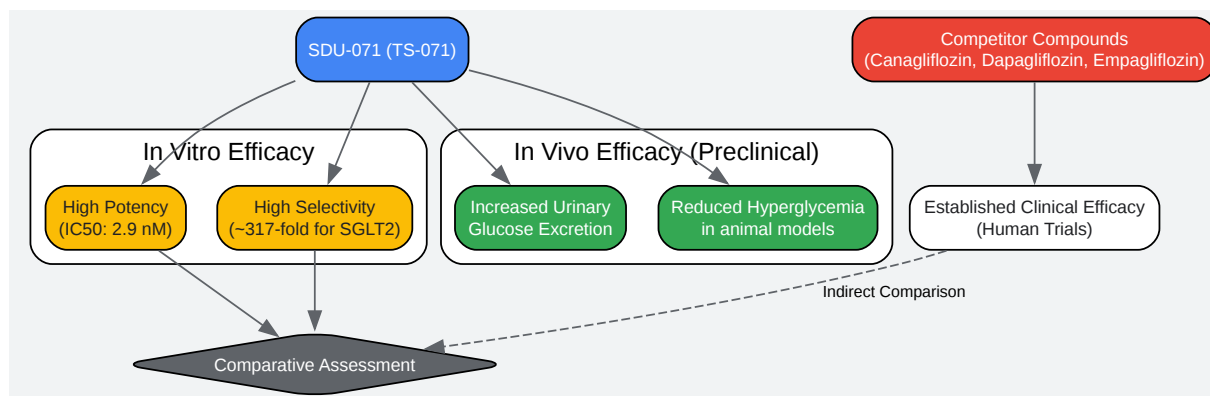 SDU-071 (TS-071)
Competitor Compounds
(Canagliflozin, Dapagliflozin, Empagliflozin)
In Vitro Efficacy
In Vivo Efficacy (Preclinical)
High Potency
(IC50: 2.9 nM)
High Selectivity
(~317-fold for SGLT2)
Increased Urinary
Glucose Excretion
Reduced Hyperglycemia
in animal models
Established Clinical Efficacy
(Human Trials)
Indirect Comparison
Comparative Assessment